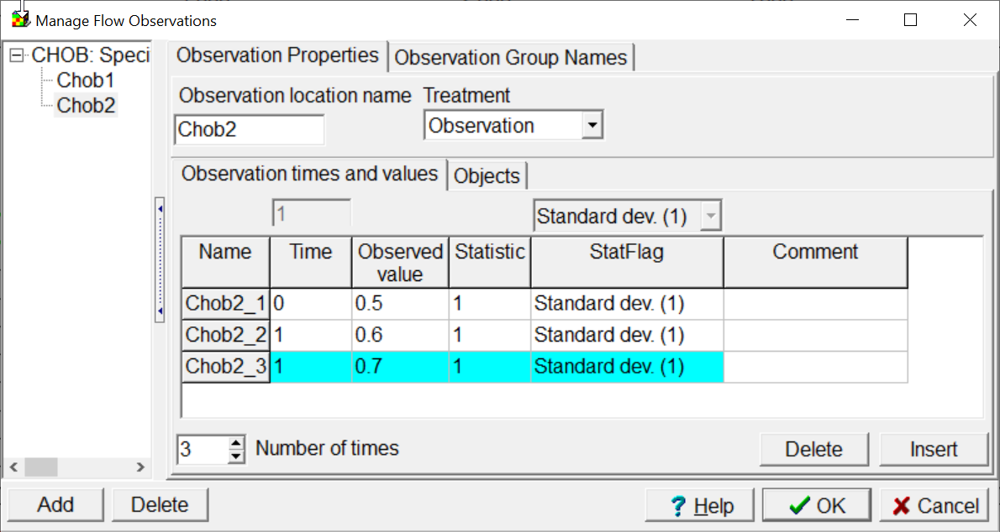 Manage Flow Observations
CHOB: Speci
Chob1
Chob2
Observation Properties
Observation Group Names
Observation location name
Treatment
Chob2
Observation
Observation times and values
Objects
1
Standard dev. (1)
Name Time Observed value Statistic StatFlag Comment
Chob2_1 0 0.5 1 Standard dev. (1)
Chob2_2 1 0.6 1 Standard dev. (1)
Chob2_3 1 0.7 1 Standard dev. (1)
3 Number of times
Delete
Insert
Add
Delete
? Help
OK
Cancel